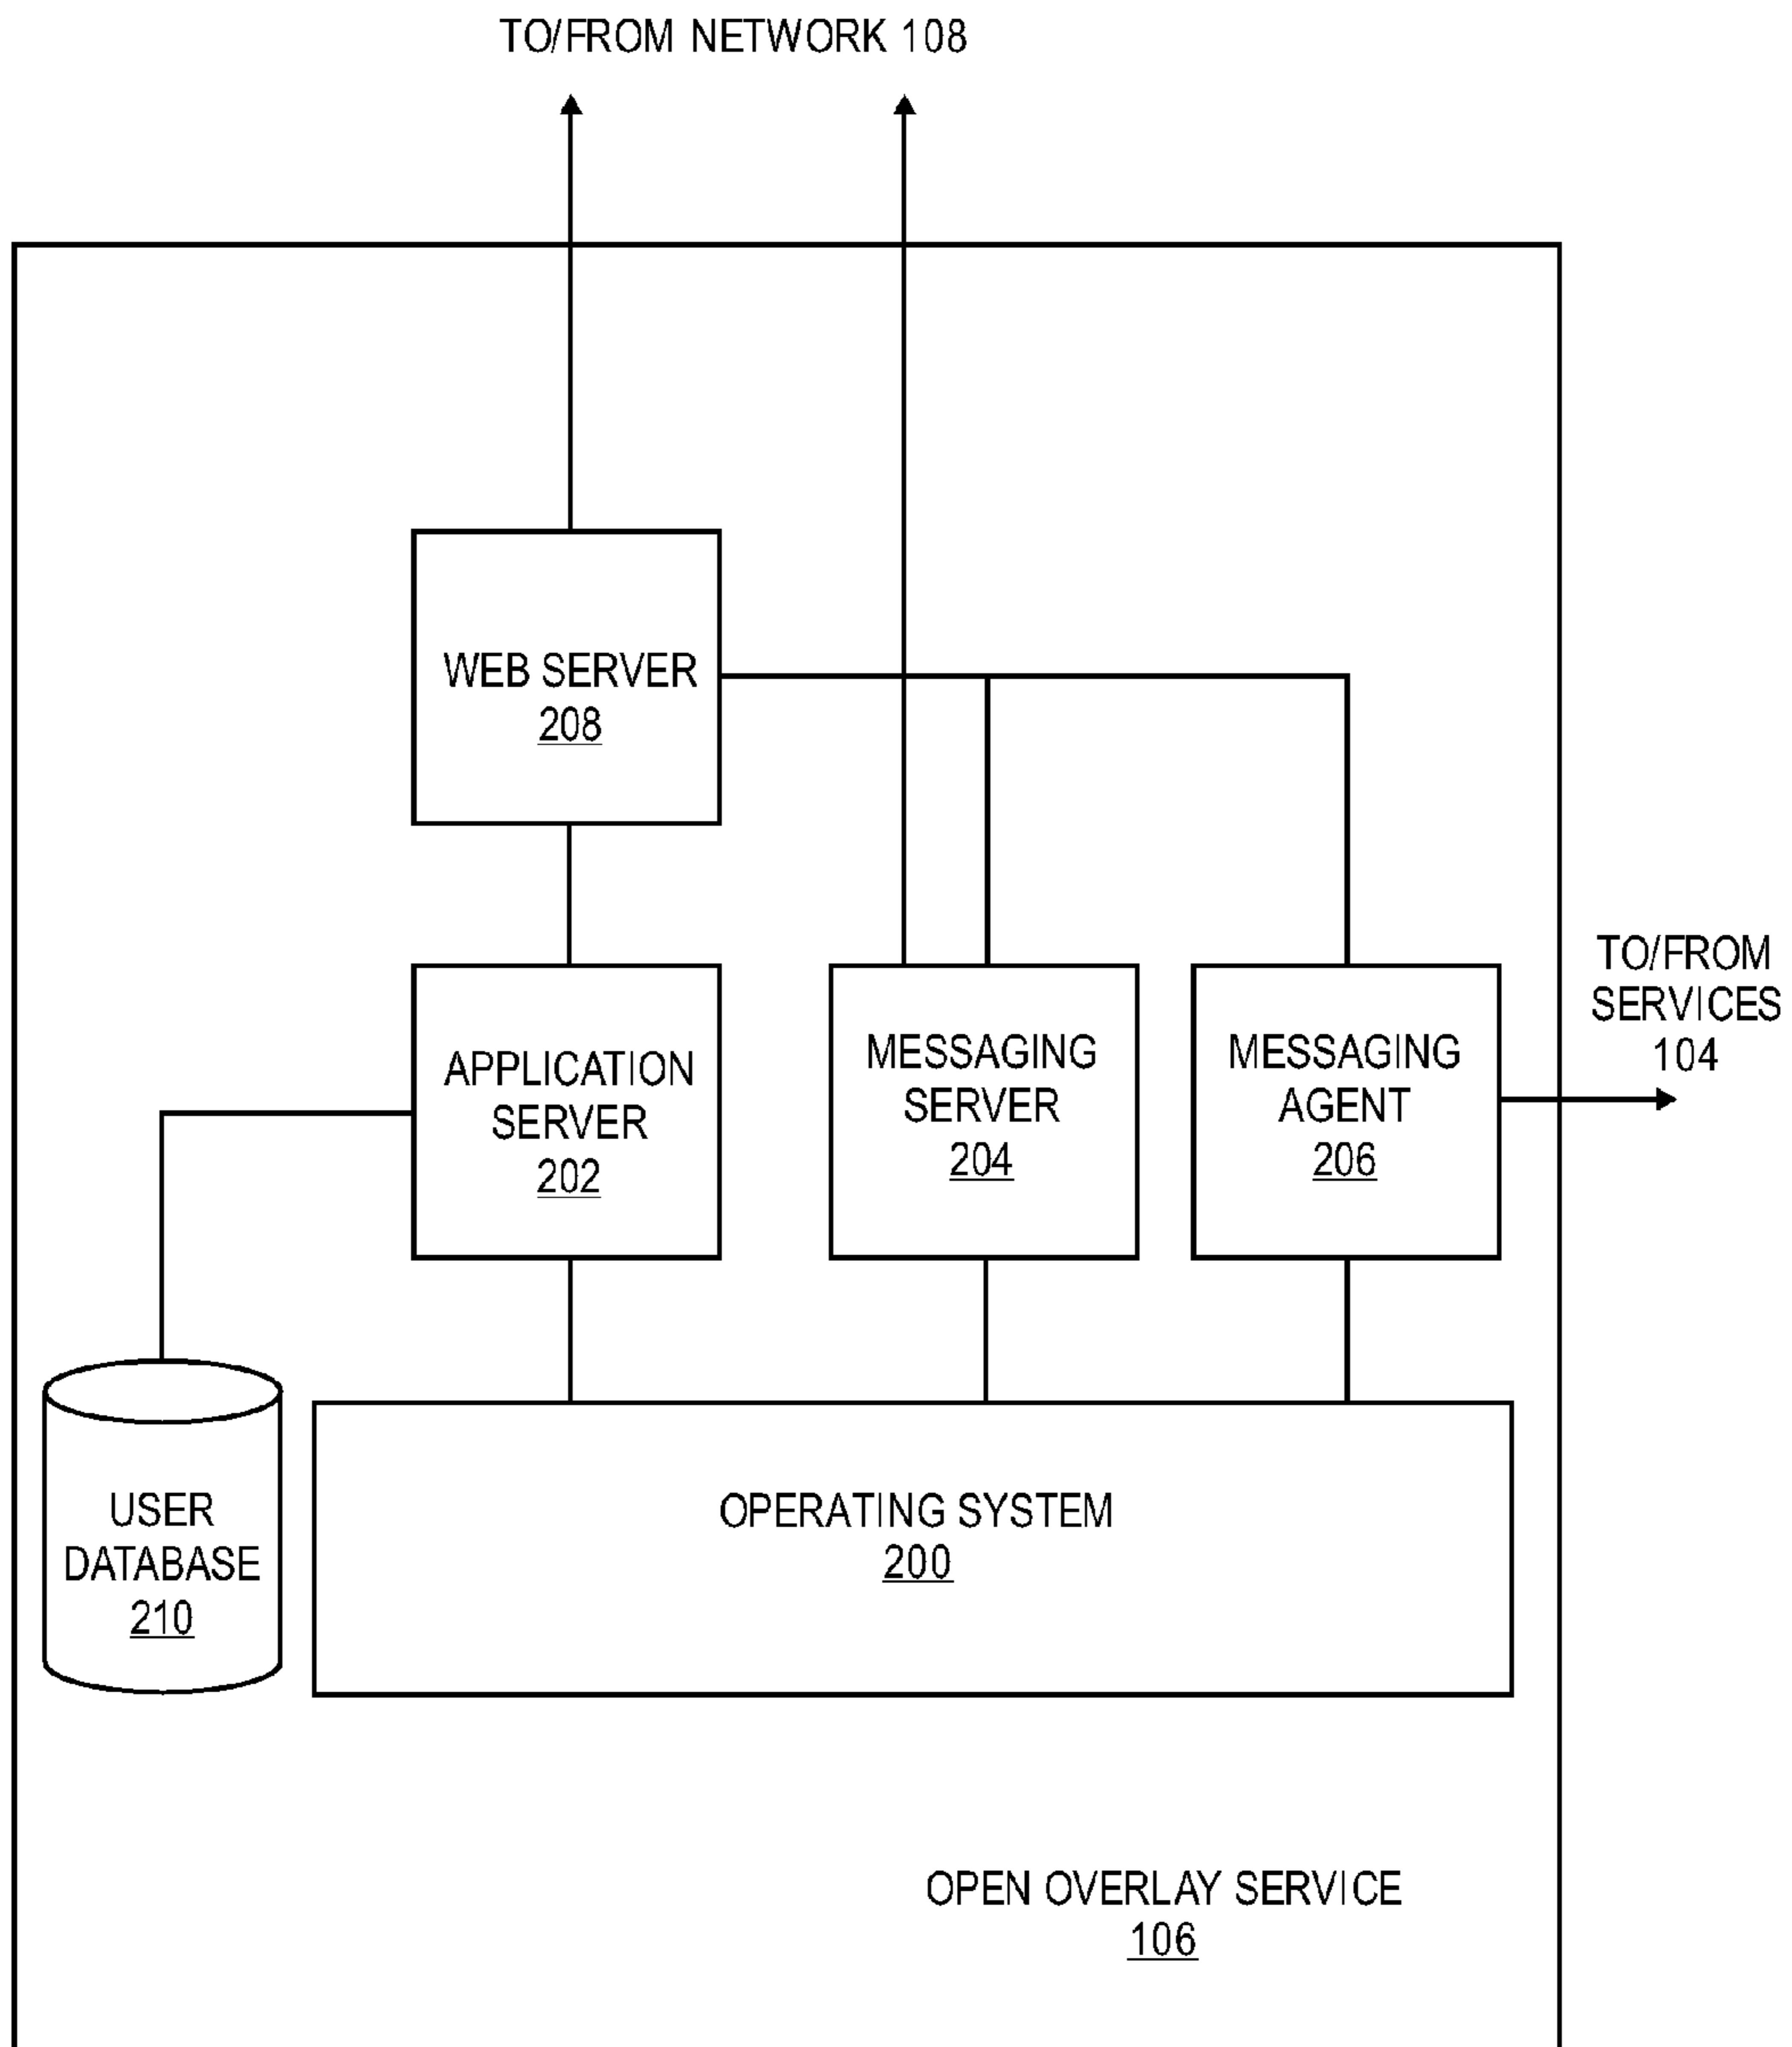 TO/FROM NETWORK 108
WEB SERVER
208
TO/FROM
SERVICES
104
APPLICATION
SERVER
202
MESSAGING
SERVER
204
MESSAGING
AGENT
206
USER
DATABASE
210
OPERATING SYSTEM
200
OPEN OVERLAY SERVICE
106